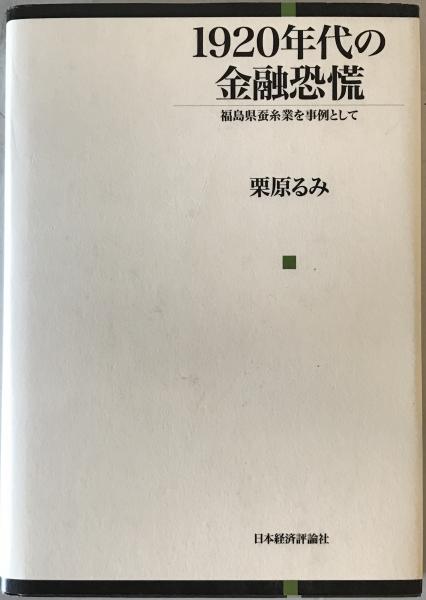 1920年代の
金融恐慌
福島県蚕糸業を事例として
栗原るみ
日本経済評論社